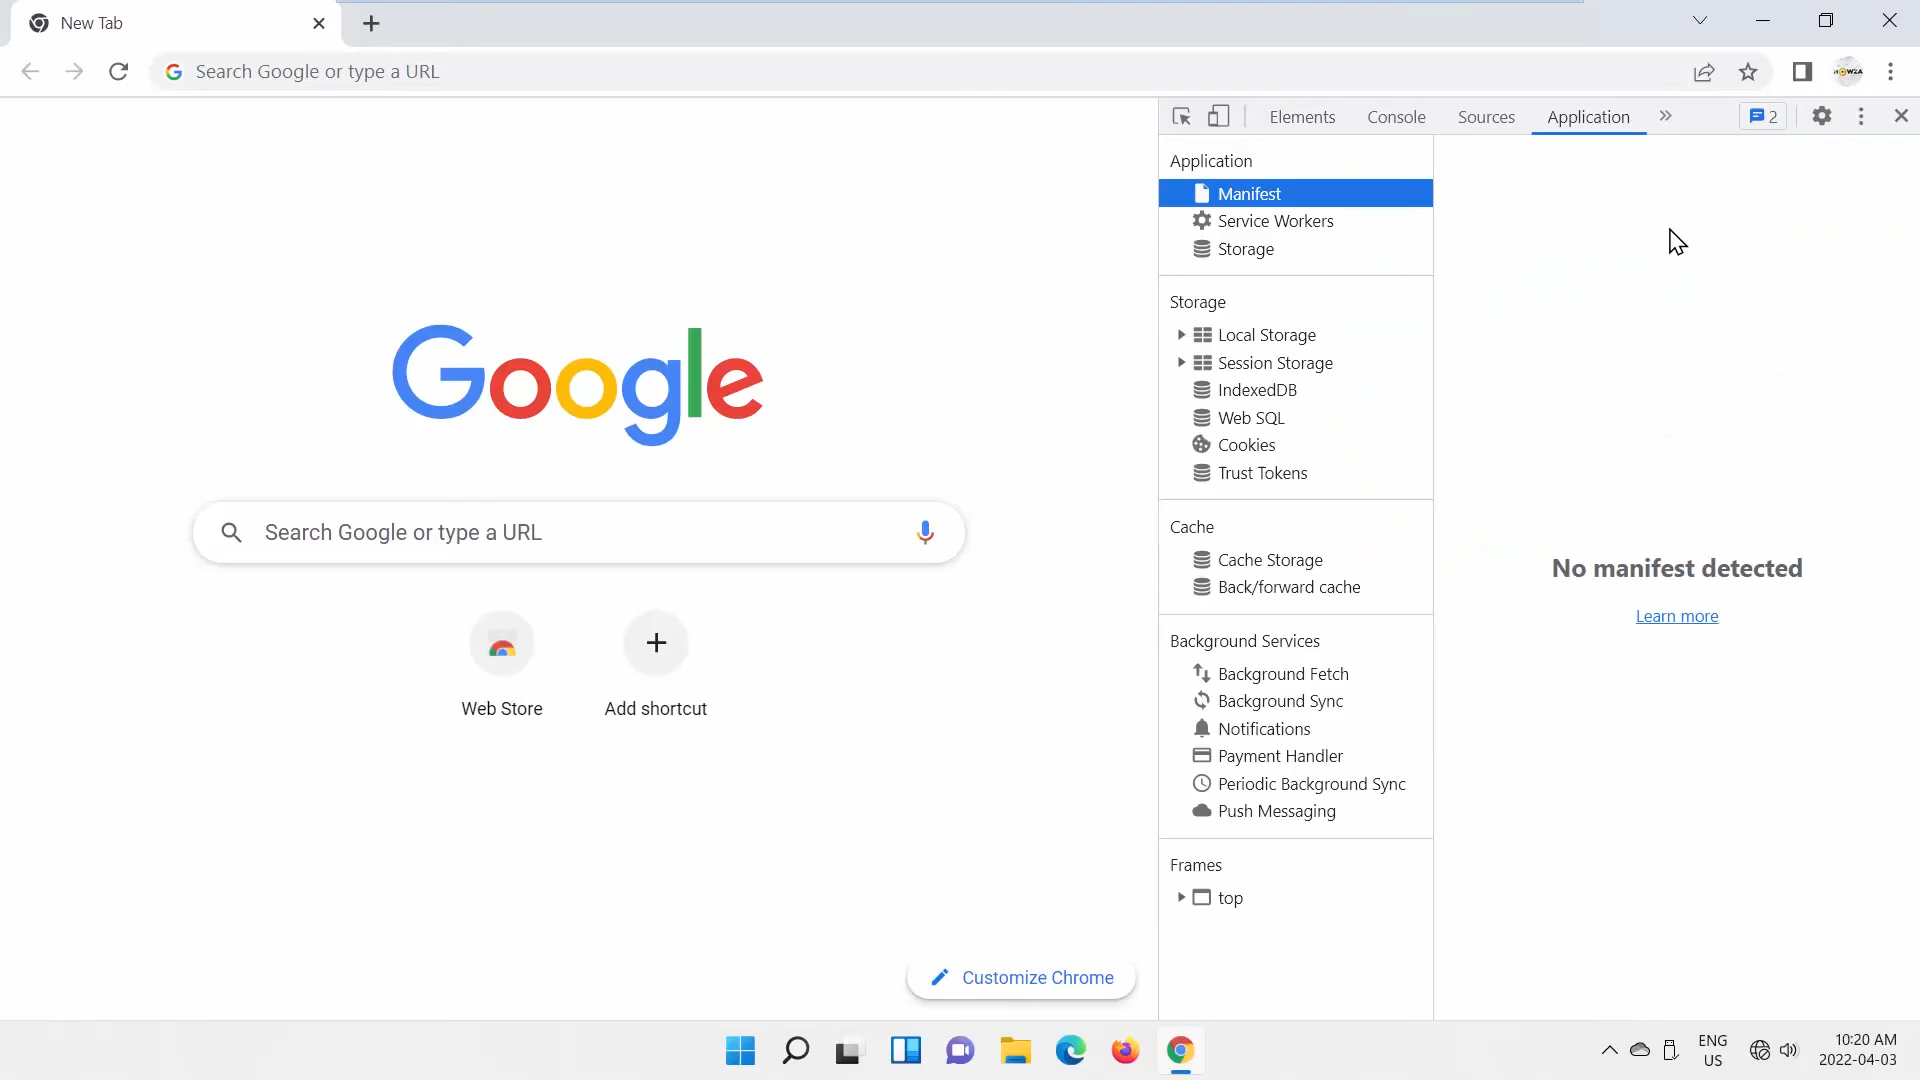 New Tab
Search Google or type a URL
HOWZA
Elements Console Sources Application 2
Application
Manifest
Service Workers
Storage
Storage
Local Storage
Session Storage
IndexedDB
Web SQL
Cookies
Trust Tokens
Cache
Cache Storage
Back/forward cache
Background Services
Background Fetch
Background Sync
Notifications
Payment Handler
Periodic Background Sync
Push Messaging
Frames
top
No manifest detected
Learn more
Google
Search Google or type a URL
Web Store Add shortcut
Customize Chrome
ENG
US
10:20 AM
2022-04-03